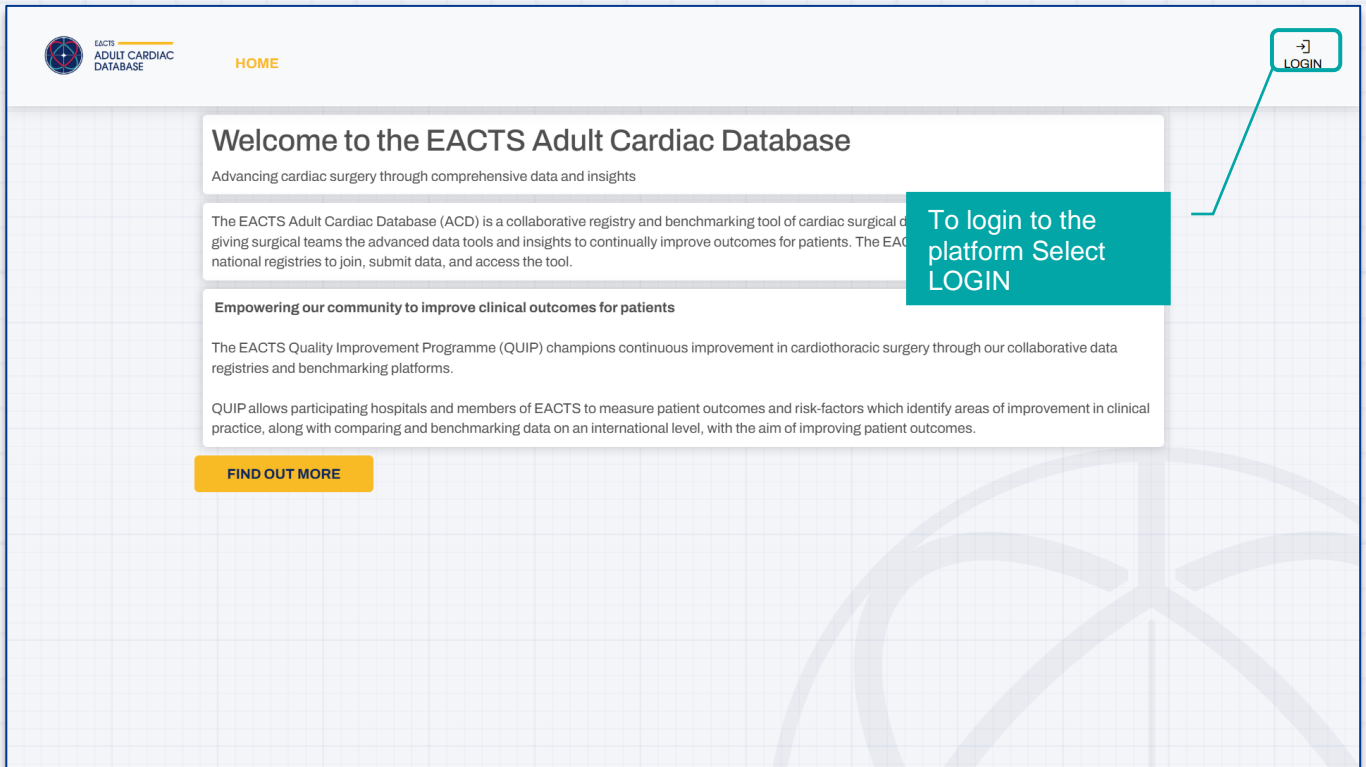 EACTS
ADULT CARDIAC
DATABASE
HOME
LOGIN
Welcome to the EACTS Adult Cardiac Database
Advancing cardiac surgery through comprehensive data and insights
The EACTS Adult Cardiac Database (ACD) is a collaborative registry and benchmarking tool of cardiac surgical
giving surgical teams the advanced data tools and insights to continually improve outcomes for patients. The
national registries to join, submit data, and access the tool.
To login to the
platform Select
LOGIN
Empowering our community to improve clinical outcomes for patients
The EACTS Quality Improvement Programme (QUIP) champions continuous improvement in cardiothoracic surgery through our collaborative data
registries and benchmarking platforms.
QUIP allows participating hospitals and members of EACTS to measure patient outcomes and risk-factors which identify areas of improvement in clinical
practice, along with comparing and benchmarking data on an international level, with the aim of improving patient outcomes.
FIND OUT MORE